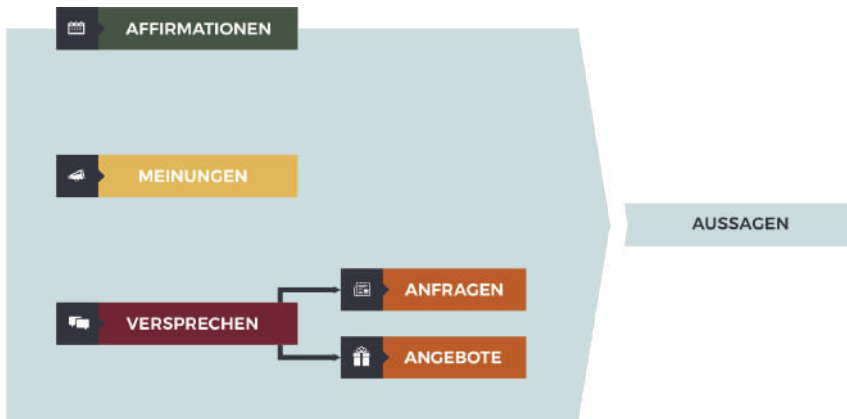 AFFIRMATIONEN
MEINUNGEN
AUSSAGEN
ANFRAGEN
VERSPRECHEN
ANGEBOTE